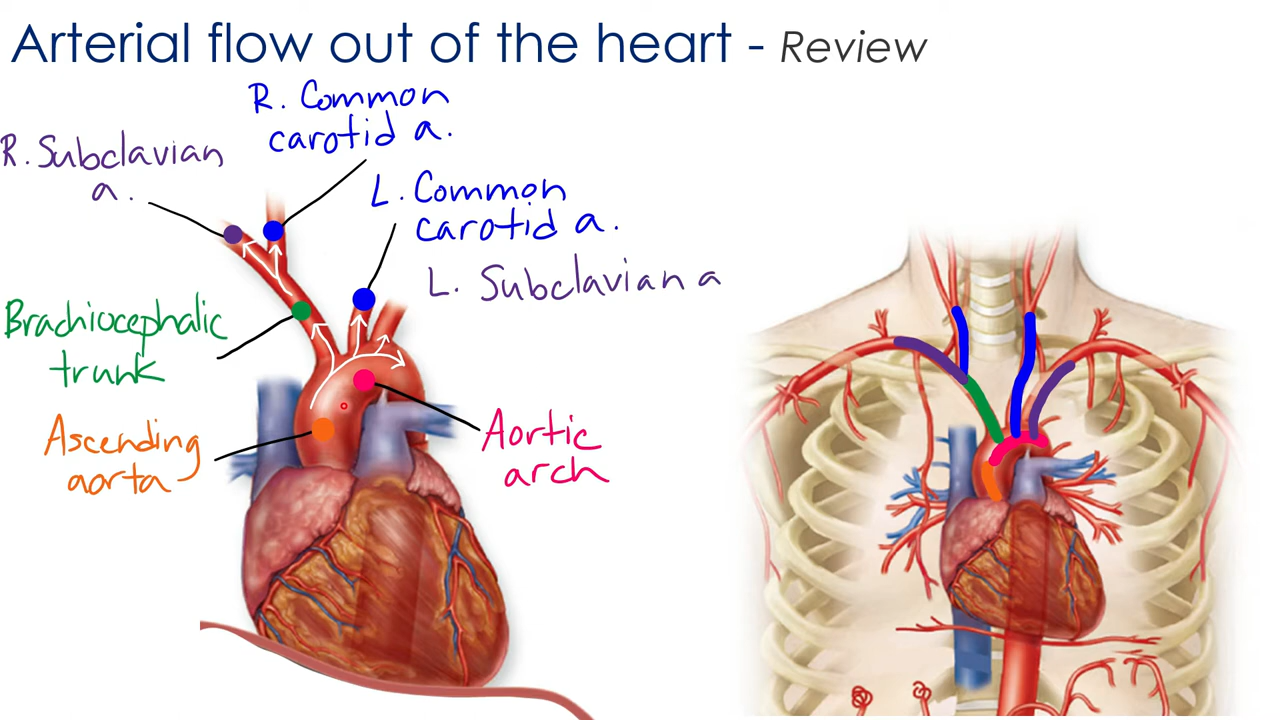 Arterial flow out of the heart - Review
R. Common
carotid a.
R. Subclavian
a.
L. Common
carotid a.
L. Subclavian a
Brachiocephalic
trunk
Ascending
aorta
Aortic
arch